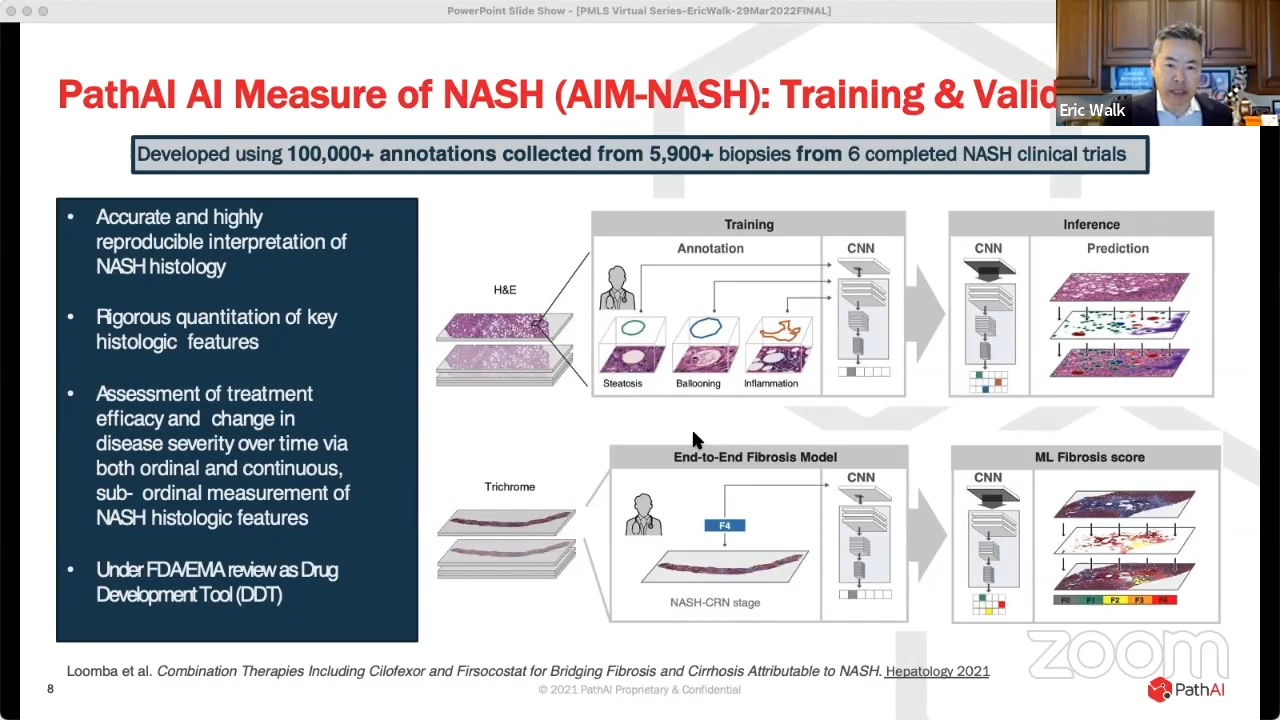 PowerPoint Slide Show - [PMLS Virtual Series-EricWalk-29Mar2022FINAL]
PathAI AI Measure of NASH (AIM-NASH): Training & Valid
Eric Walk
Developed using 100,000+ annotations collected from 5,900+ biopsies from 6 completed NASH clinical trials
• Accurate and highly
reproducible interpretation of
NASH histology
• Rigorous quantitation of key
histologic features
• Assessment of treatment
efficacy and change in
disease severity over time via
both ordinal and continuous,
sub- ordinal measurement of
NASH histologic features
• Under FDA/EMA review as Drug
Development Tool (DDT)
H&E
Training
Annotation
CNN
Steatosis
Ballooning
Inflammation
Inference
CNN
Prediction
Trichrome
End-to-End Fibrosis Model
CNN
F4
NASH-CRN stage
ML Fibrosis score
CNN
F0 F1 F2 F3 F4
zoom
Loomba et al. Combination Therapies Including Cilofexor and Firsocostat for Bridging Fibrosis and Cirrhosis Attributable to NASH. Hepatology 2021
8
© 2021 PathAI Proprietary & Confidential
PathAI